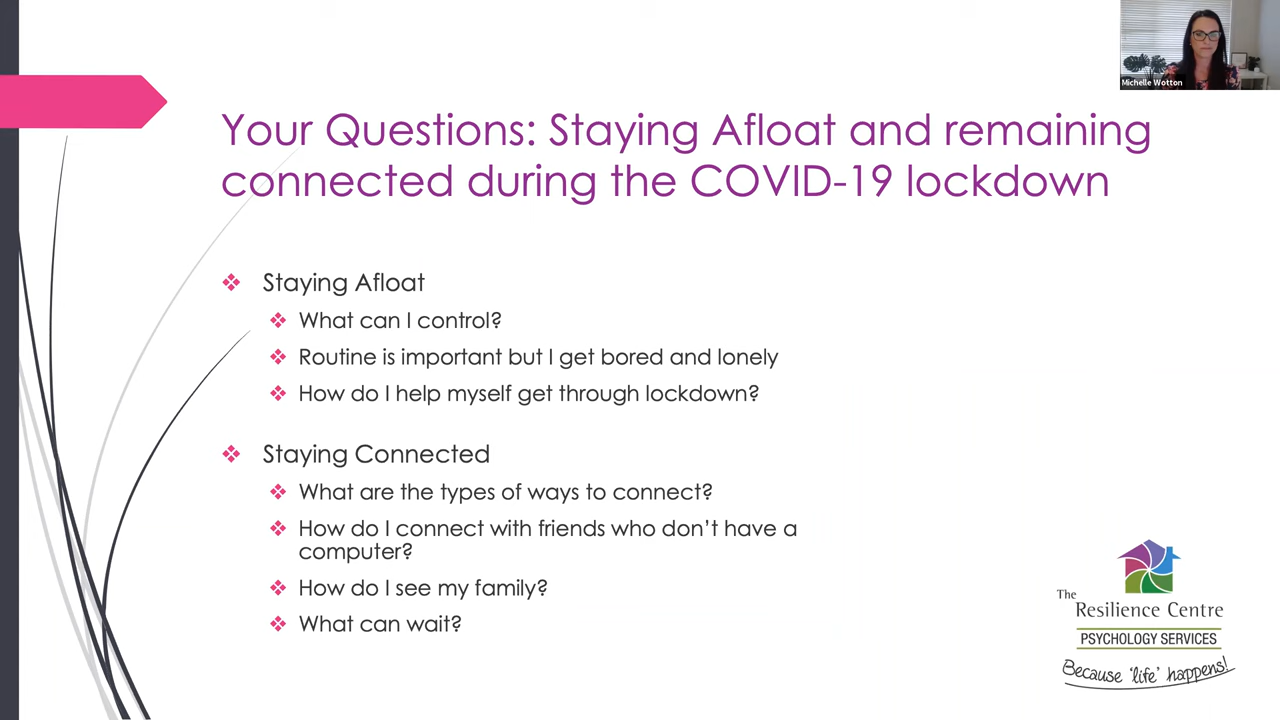 Michelle Wotton
Your Questions: Staying Afloat and remaining
connected during the COVID-19 lockdown
Staying Afloat
What can I control?
Routine is important but I get bored and lonely
How do I help myself get through lockdown?
Staying Connected
What are the types of ways to connect?
How do I connect with friends who don't have a
computer?
How do I see my family?
What can wait?
The
Resilience Centre
PSYCHOLOGY SERVICES
Because 'life' happens!